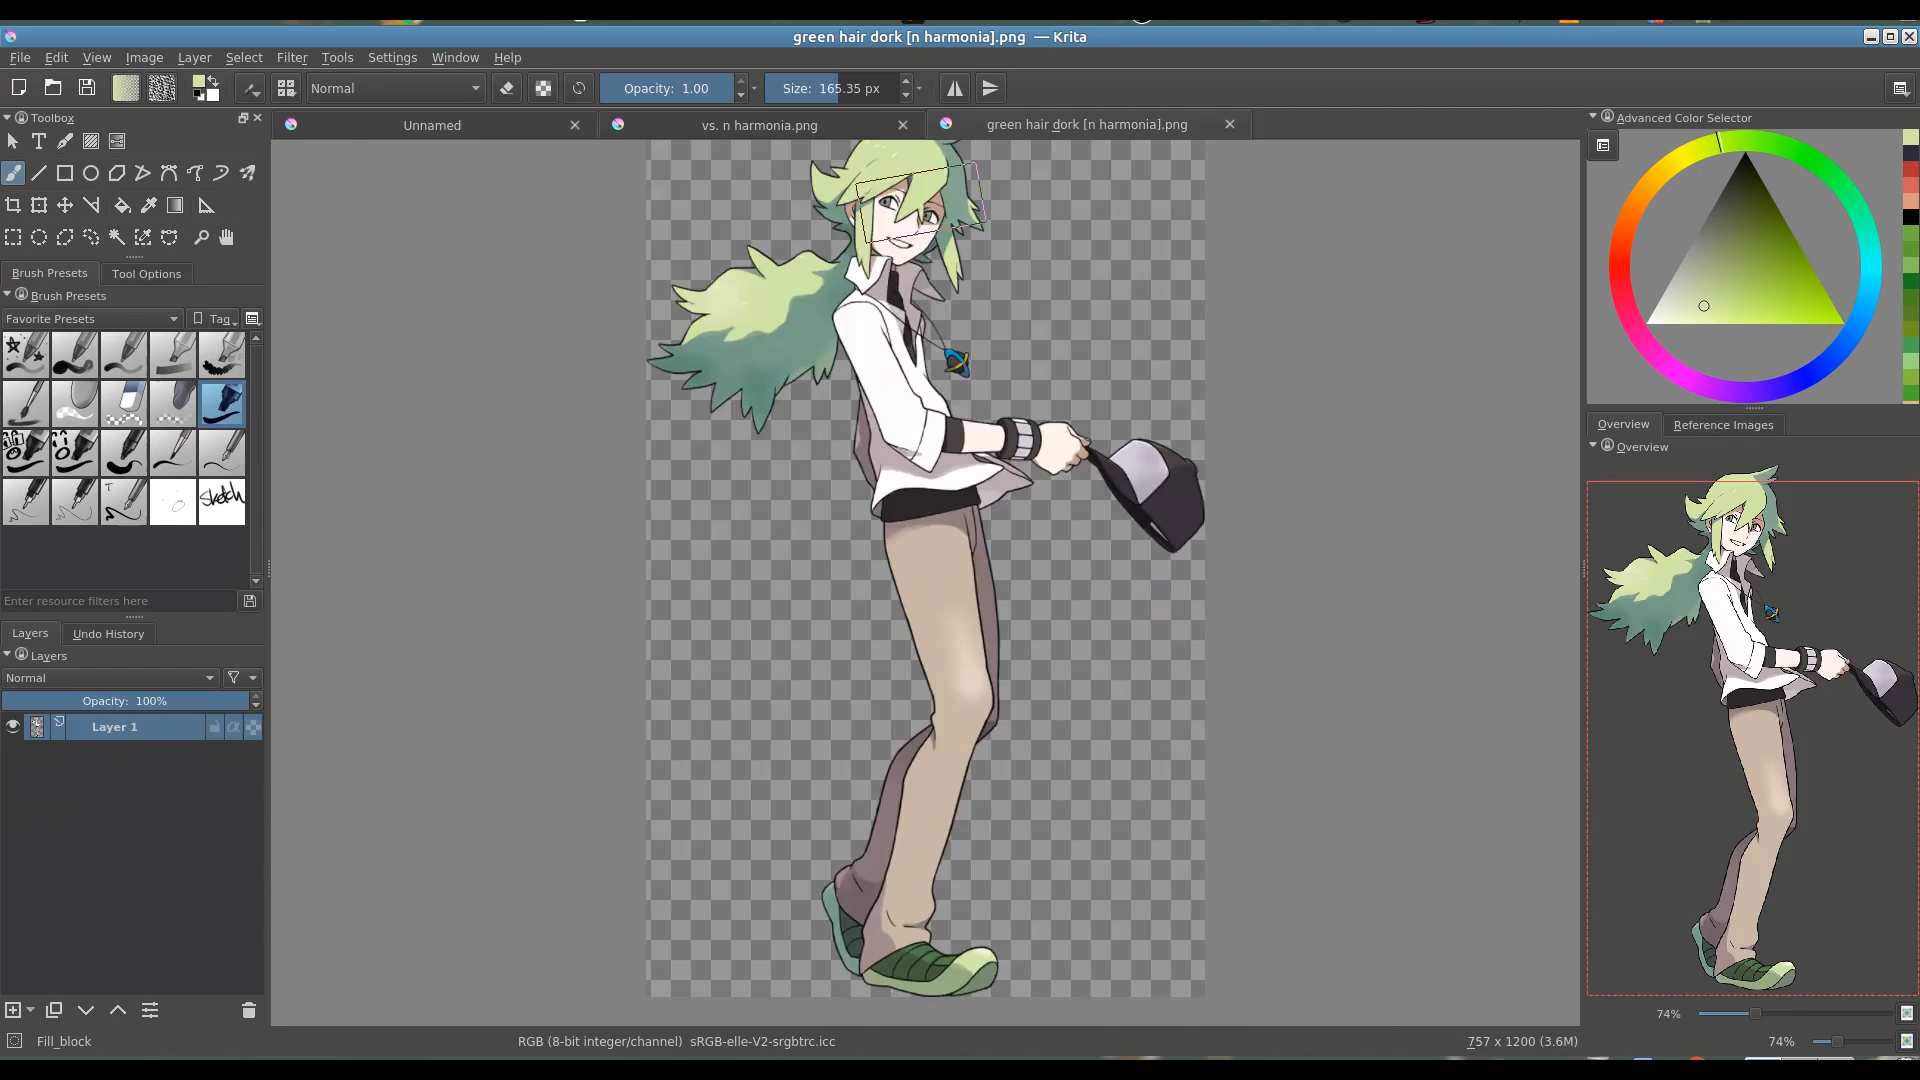 green hair dork [n harmonia].png — Krita
File Edit View Image Layer Select Filter Tools Settings Window Help
Normal Opacity: 1.00 Size: 165.35 px
Toolbox
Unnamed vs. n harmonia.png green hair dork [n harmonia].png
Advanced Color Selector
Brush Presets Tool Options
Brush Presets
Favorite Presets Tag
T
Sketch
Enter resource filters here
Layers Undo History
Layers
Normal
Opacity: 100%
Layer 1
Overview Reference Images
Overview
74%
Fill_block RGB (8-bit integer/channel) sRGB-elle-V2-srgbtrc.icc 757 x 1200 (3.6M) 74%